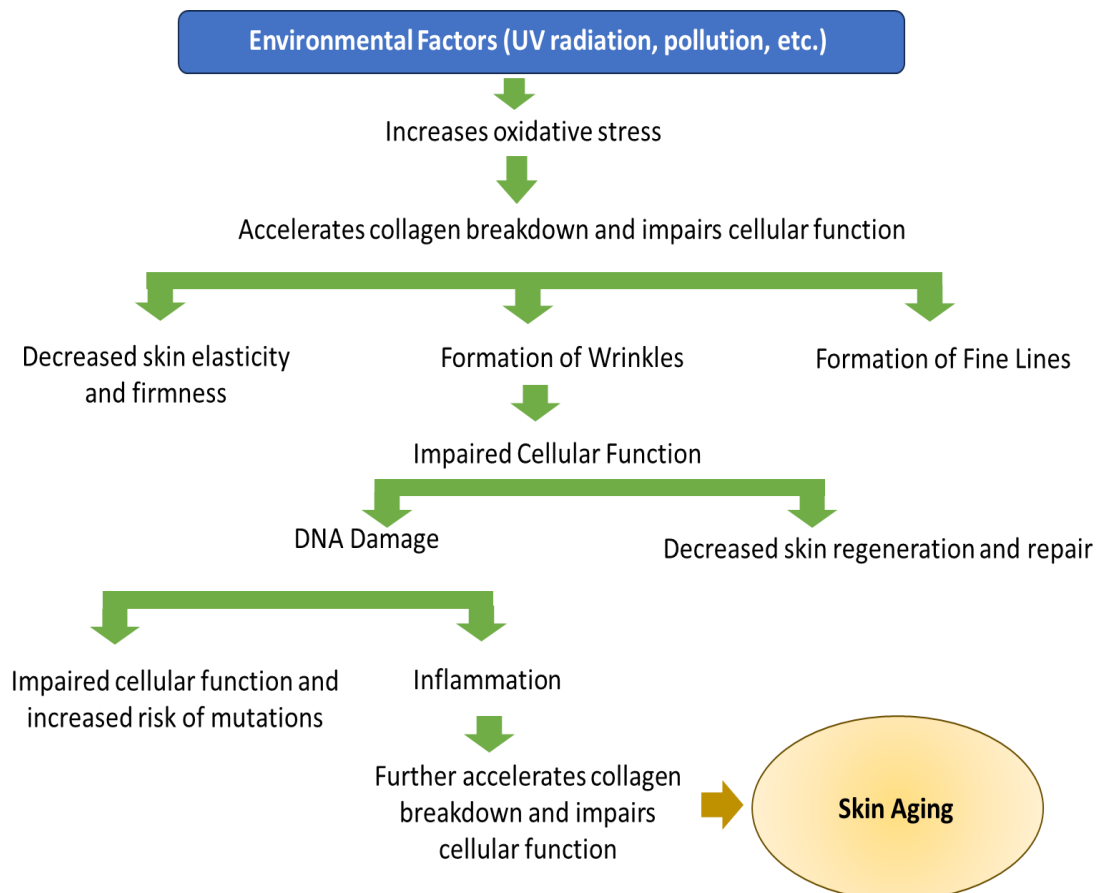 Environmental Factors (UV radiation, pollution, etc.)
Increases oxidative stress
Accelerates collagen breakdown and impairs cellular function
Decreased skin elasticity
and firmness
Formation of Wrinkles
Formation of Fine Lines
Impaired Cellular Function
DNA Damage
Decreased skin regeneration and repair
Impaired cellular function and
increased risk of mutations
Inflammation
Further accelerates collagen
breakdown and impairs
cellular function
Skin Aging